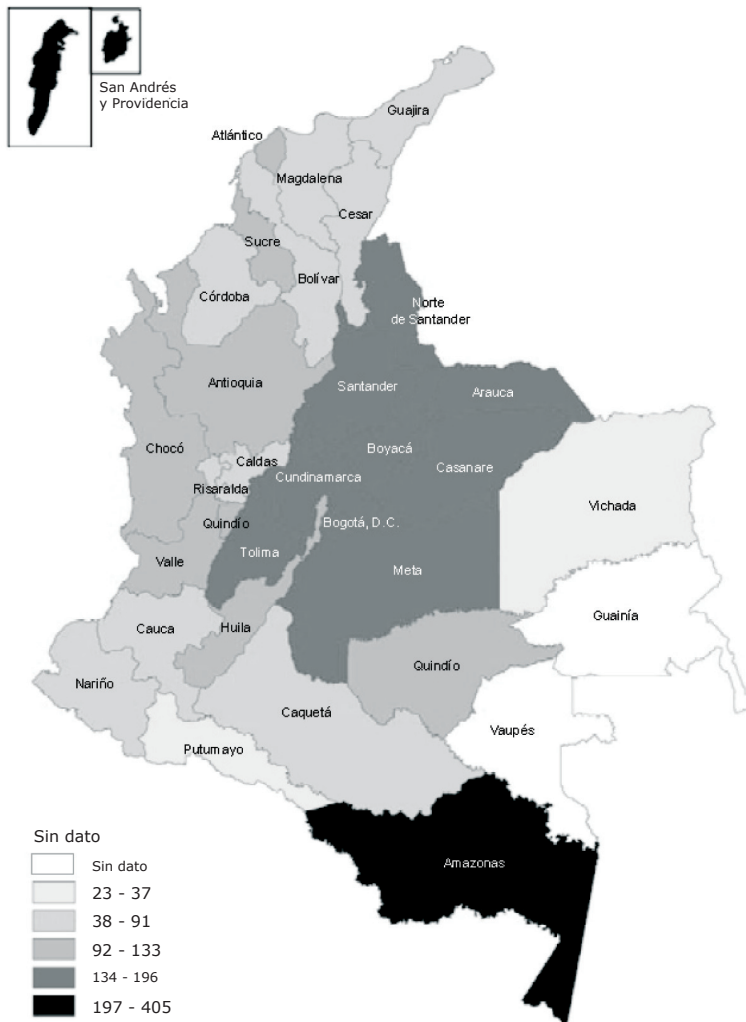 San Andrés
y Providencia
Guajira
Atlántico
Magdalena
Cesar
Sucre
Bolívar
Córdoba
Norte
de Santander
Antioquia
Santander
Arauca
Chocó
Boyacá
Caldas
Cundinamarca
Casanare
Risaralda
Vichada
Quindío
Bogotá, D.C.
Tolima
Valle
Meta
Guainía
Cauca
Huila
Quindío
Nariño
Caquetá
Vaupés
Putumayo
Amazonas
Sin dato
Sin dato
23 - 37
38 - 91
92 - 133
134 - 196
197 - 405